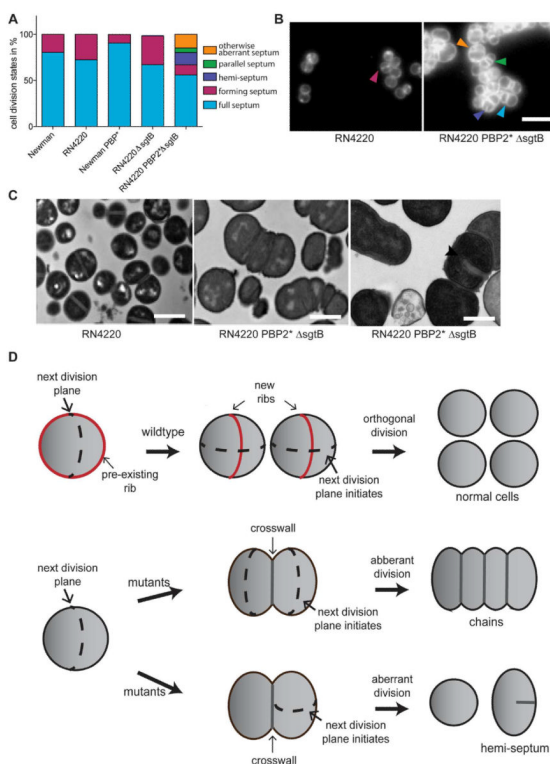 A
cell division states in %
100
50
0
otherwise
aberrant septum
parallel septum
hemi-septum
forming septum
full septum
Newman
RN4220
Newman PBP*
RN4220ΔsgtB
RN4220 PBP2*ΔsgtB
B
RN4220
RN4220 PBP2* ΔsgtB
C
RN4220
RN4220 PBP2* ΔsgtB
RN4220 PBP2* ΔsgtB
D
next division
plane
pre-existing
rib
wildtype
new
ribs
next division
plane initiates
orthogonal
division
normal cells
next division
plane
mutants
crosswall
next division
plane initiates
abberant
division
chains
mutants
next division
plane initiates
crosswall
aberrant
division
hemi-septum